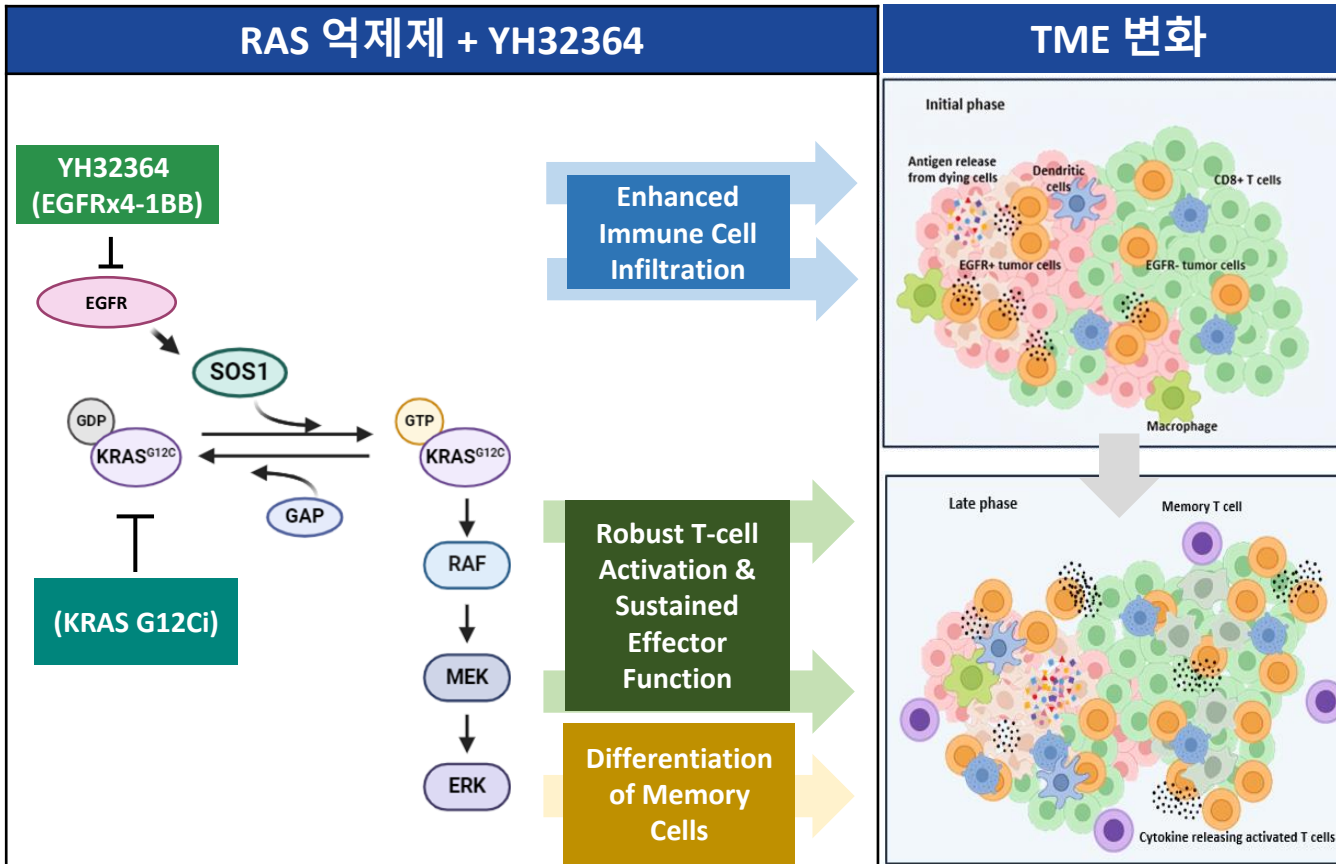 RAS 억제제 + YH32364
YH32364
(EGFRx4-1BB)
EGFR
SOS1
GDP
KRASG12C
GTP
KRASG12C
GAP
RAF
MEK
ERK
(KRAS G12Ci)
Enhanced
Immune Cell
Infiltration
Robust T-cell
Activation &
Sustained
Effector
Function
Differentiation
of Memory
Cells
TME 변화
Initial phase
Antigen release
from dying cells
Dendritic
cells
CD8+ T cells
EGFR+ tumor cells
EGFR- tumor cells
Macrophage
Late phase
Memory T cell
Cytokine releasing activated T cells